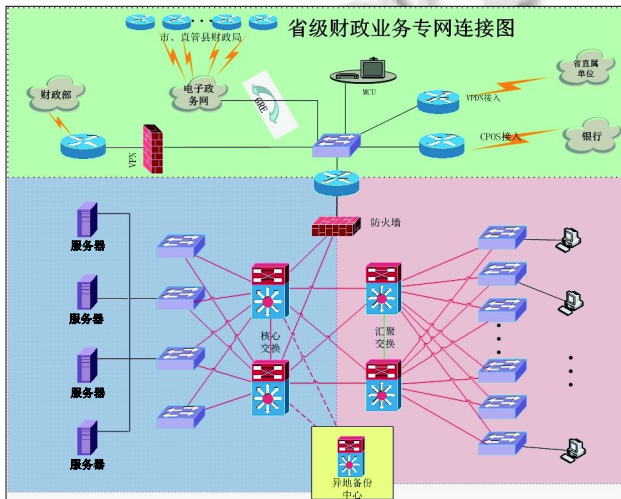 省级财政业务专网连接图
市、直管县财政局
财政部
电子政
务网
GRE
MCU
VPDN接入
省直属
单位
CPOS接入
银行
VPN
防火墙
服务器
服务器
服务器
服务器
核心
交换
汇聚
交换
异地备份
中心